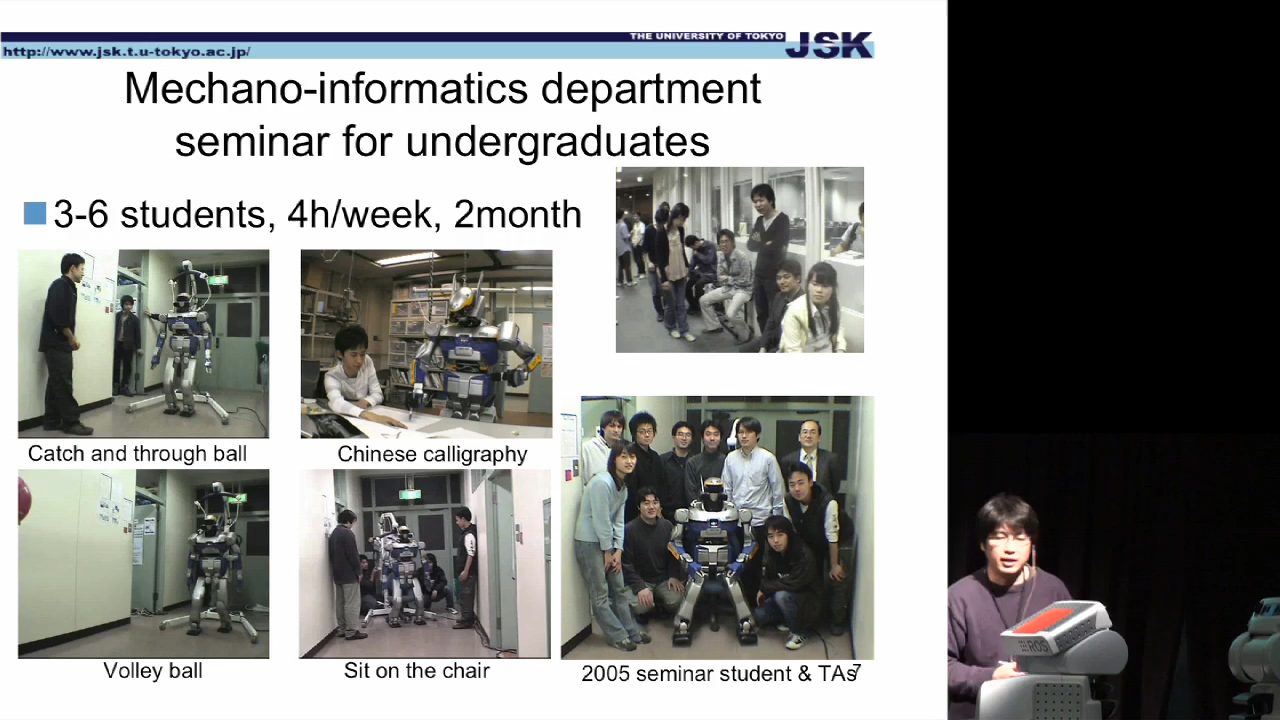 http://www.jsk.t.u-tokyo.ac.jp/
THE UNIVERSITY OF TOKYO
JSK
Mechano-informatics department
seminar for undergraduates
3-6 students, 4h/week, 2month
Catch and through ball
Chinese calligraphy
Volley ball
Sit on the chair
2005 seminar student & TAs
7
ROS